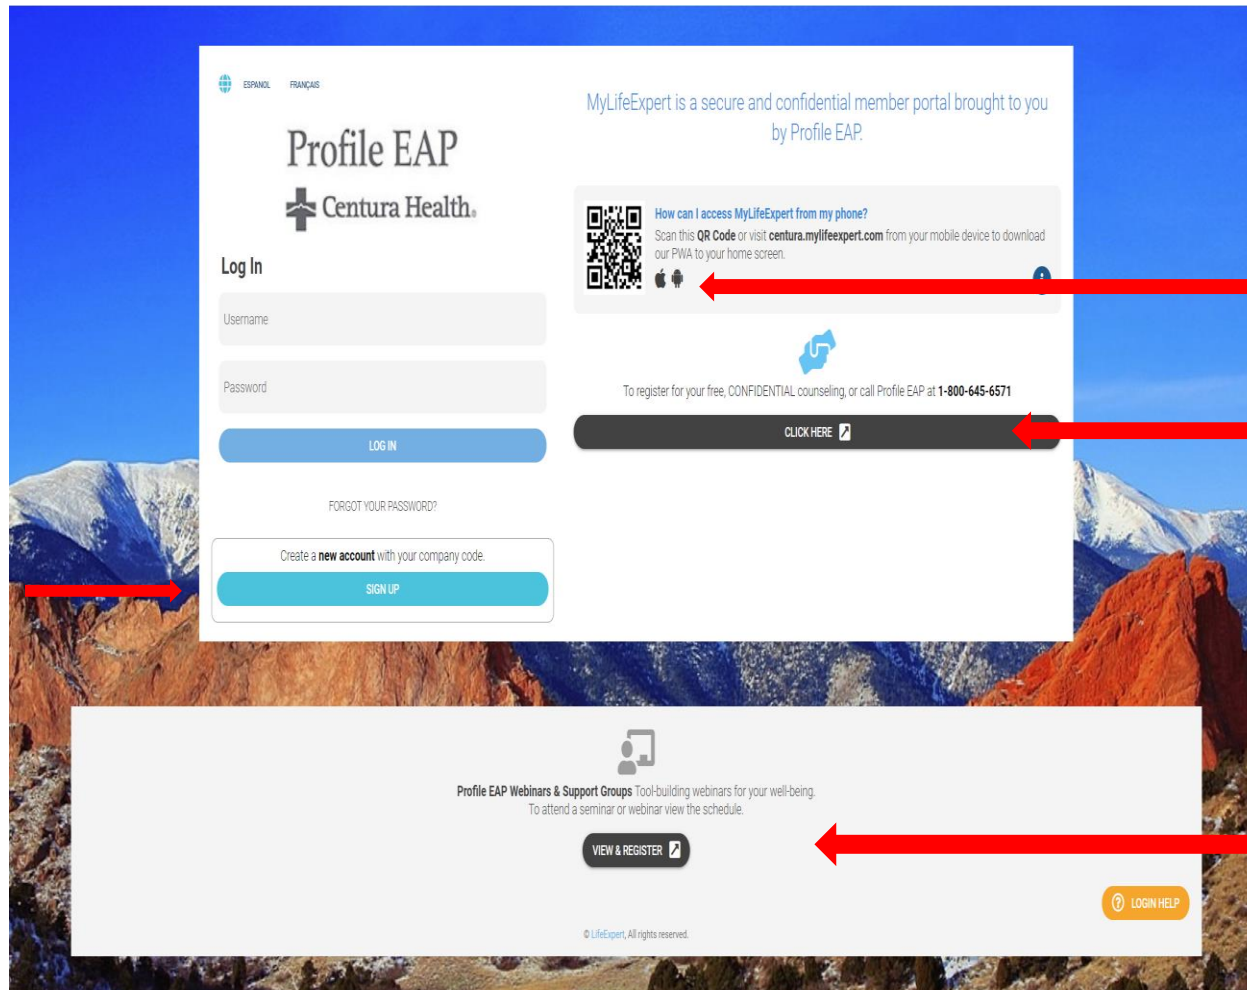 ESPANOL FRANÇAIS
Profile EAP
Centura Health®
Log In
Username
Password
LOG IN
FORGOT YOUR PASSWORD?
Create a new account with your company code.
SIGN UP
MyLifeExpert is a secure and confidential member portal brought to you
by Profile EAP.
How can I access MyLifeExpert from my phone?
Scan this QR Code or visit centura.mylifeexpert.com from your mobile device to download
our PWA to your home screen.
To register for your free, CONFIDENTIAL counseling, or call Profile EAP at 1-800-645-6571
CLICK HERE
Profile EAP Webinars & Support Groups Tool-building webinars for your well-being.
To attend a seminar or webinar view the schedule.
VIEW & REGISTER
? LOGIN HELP
© LifeExpert, All rights reserved.